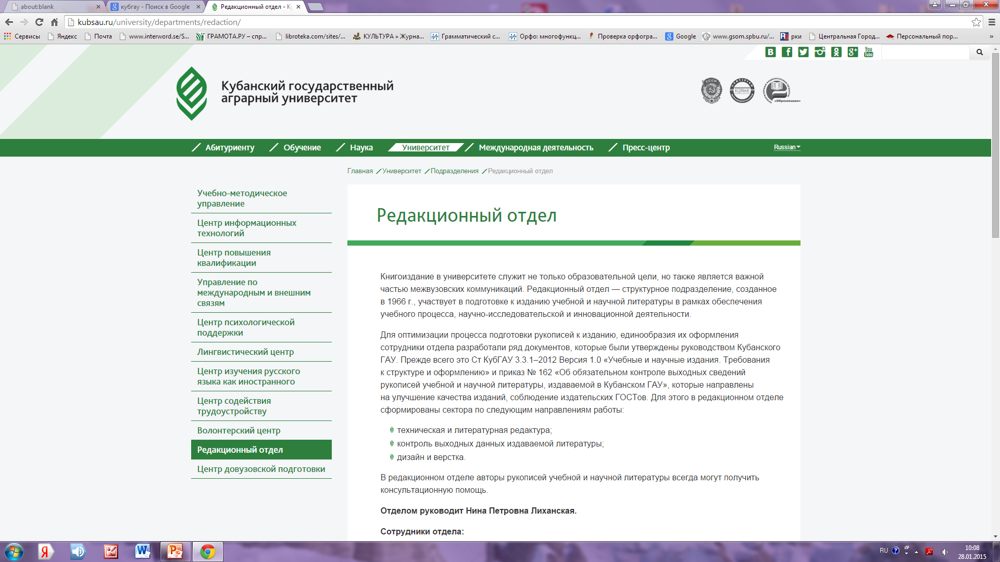 about:blank
кубгау - Поиск в Google
Редакционный отдел - К
kubsau.ru/university/departments/redaction/
Сервисы
Яндекс
Почта
www.interword.se/S...
ГРАМОТА.РУ – спр...
libroteka.com/sites/...
КУЛЬТУРА » Журна...
Грамматический с...
Орфо: многофункц...
Проверка орфогра...
Google
www.gsom.spbu.ru/...
рки
Центральная Город...
Персональный пор...
»
You Tube
Кубанский государственный
аграрный университет
СССР
CERTIFIED
IQNet
«Образование»
Абитуриенту
Обучение
Наука
Университет
Международная деятельность
Пресс-центр
Russian
Главная
Университет
Подразделения
Редакционный отдел
Учебно-методическое
управление
Центр информационных
технологий
Центр повышения
квалификации
Управление по
международным и внешним
связям
Центр психологической
поддержки
Лингвистический центр
Центр изучения русского
языка как иностранного
Центр содействия
трудоустройству
Волонтерский центр
Редакционный отдел
Центр довузовской подготовки
Редакционный отдел
Книгоиздание в университете служит не только образовательной цели, но также является важной
частью межвузовских коммуникаций. Редакционный отдел — структурное подразделение, созданное
в 1966 г., участвует в подготовке к изданию учебной и научной литературы в рамках обеспечения
учебного процесса, научно-исследовательской и инновационной деятельности.
Для оптимизации процесса подготовки рукописей к изданию, единообразия их оформления
сотрудники отдела разработали ряд документов, которые были утверждены руководством Кубанского
ГАУ. Прежде всего это Ст КубГАУ 3.3.1–2012 Версия 1.0 «Учебные и научные издания. Требования
к структуре и оформлению» и приказ № 162 «Об обязательном контроле выходных сведений
рукописей учебной и научной литературы, издаваемой в Кубанском ГАУ», которые направлены
на улучшение качества изданий, соблюдение издательских ГОСТов. Для этого в редакционном отделе
сформированы сектора по следующим направлениям работы:
техническая и литературная редактура;
контроль выходных данных издаваемой литературы;
дизайн и верстка.
В редакционном отделе авторы рукописей учебной и научной литературы всегда могут получить
консультационную помощь.
Отделом руководит Нина Петровна Лиханская.
Сотрудники отдела:
RU
10:08
28.01.2015